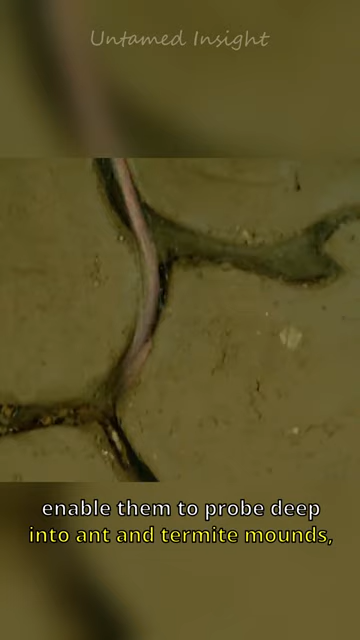 Untamed Insight
enable them to probe deep
into ant and termite mounds,